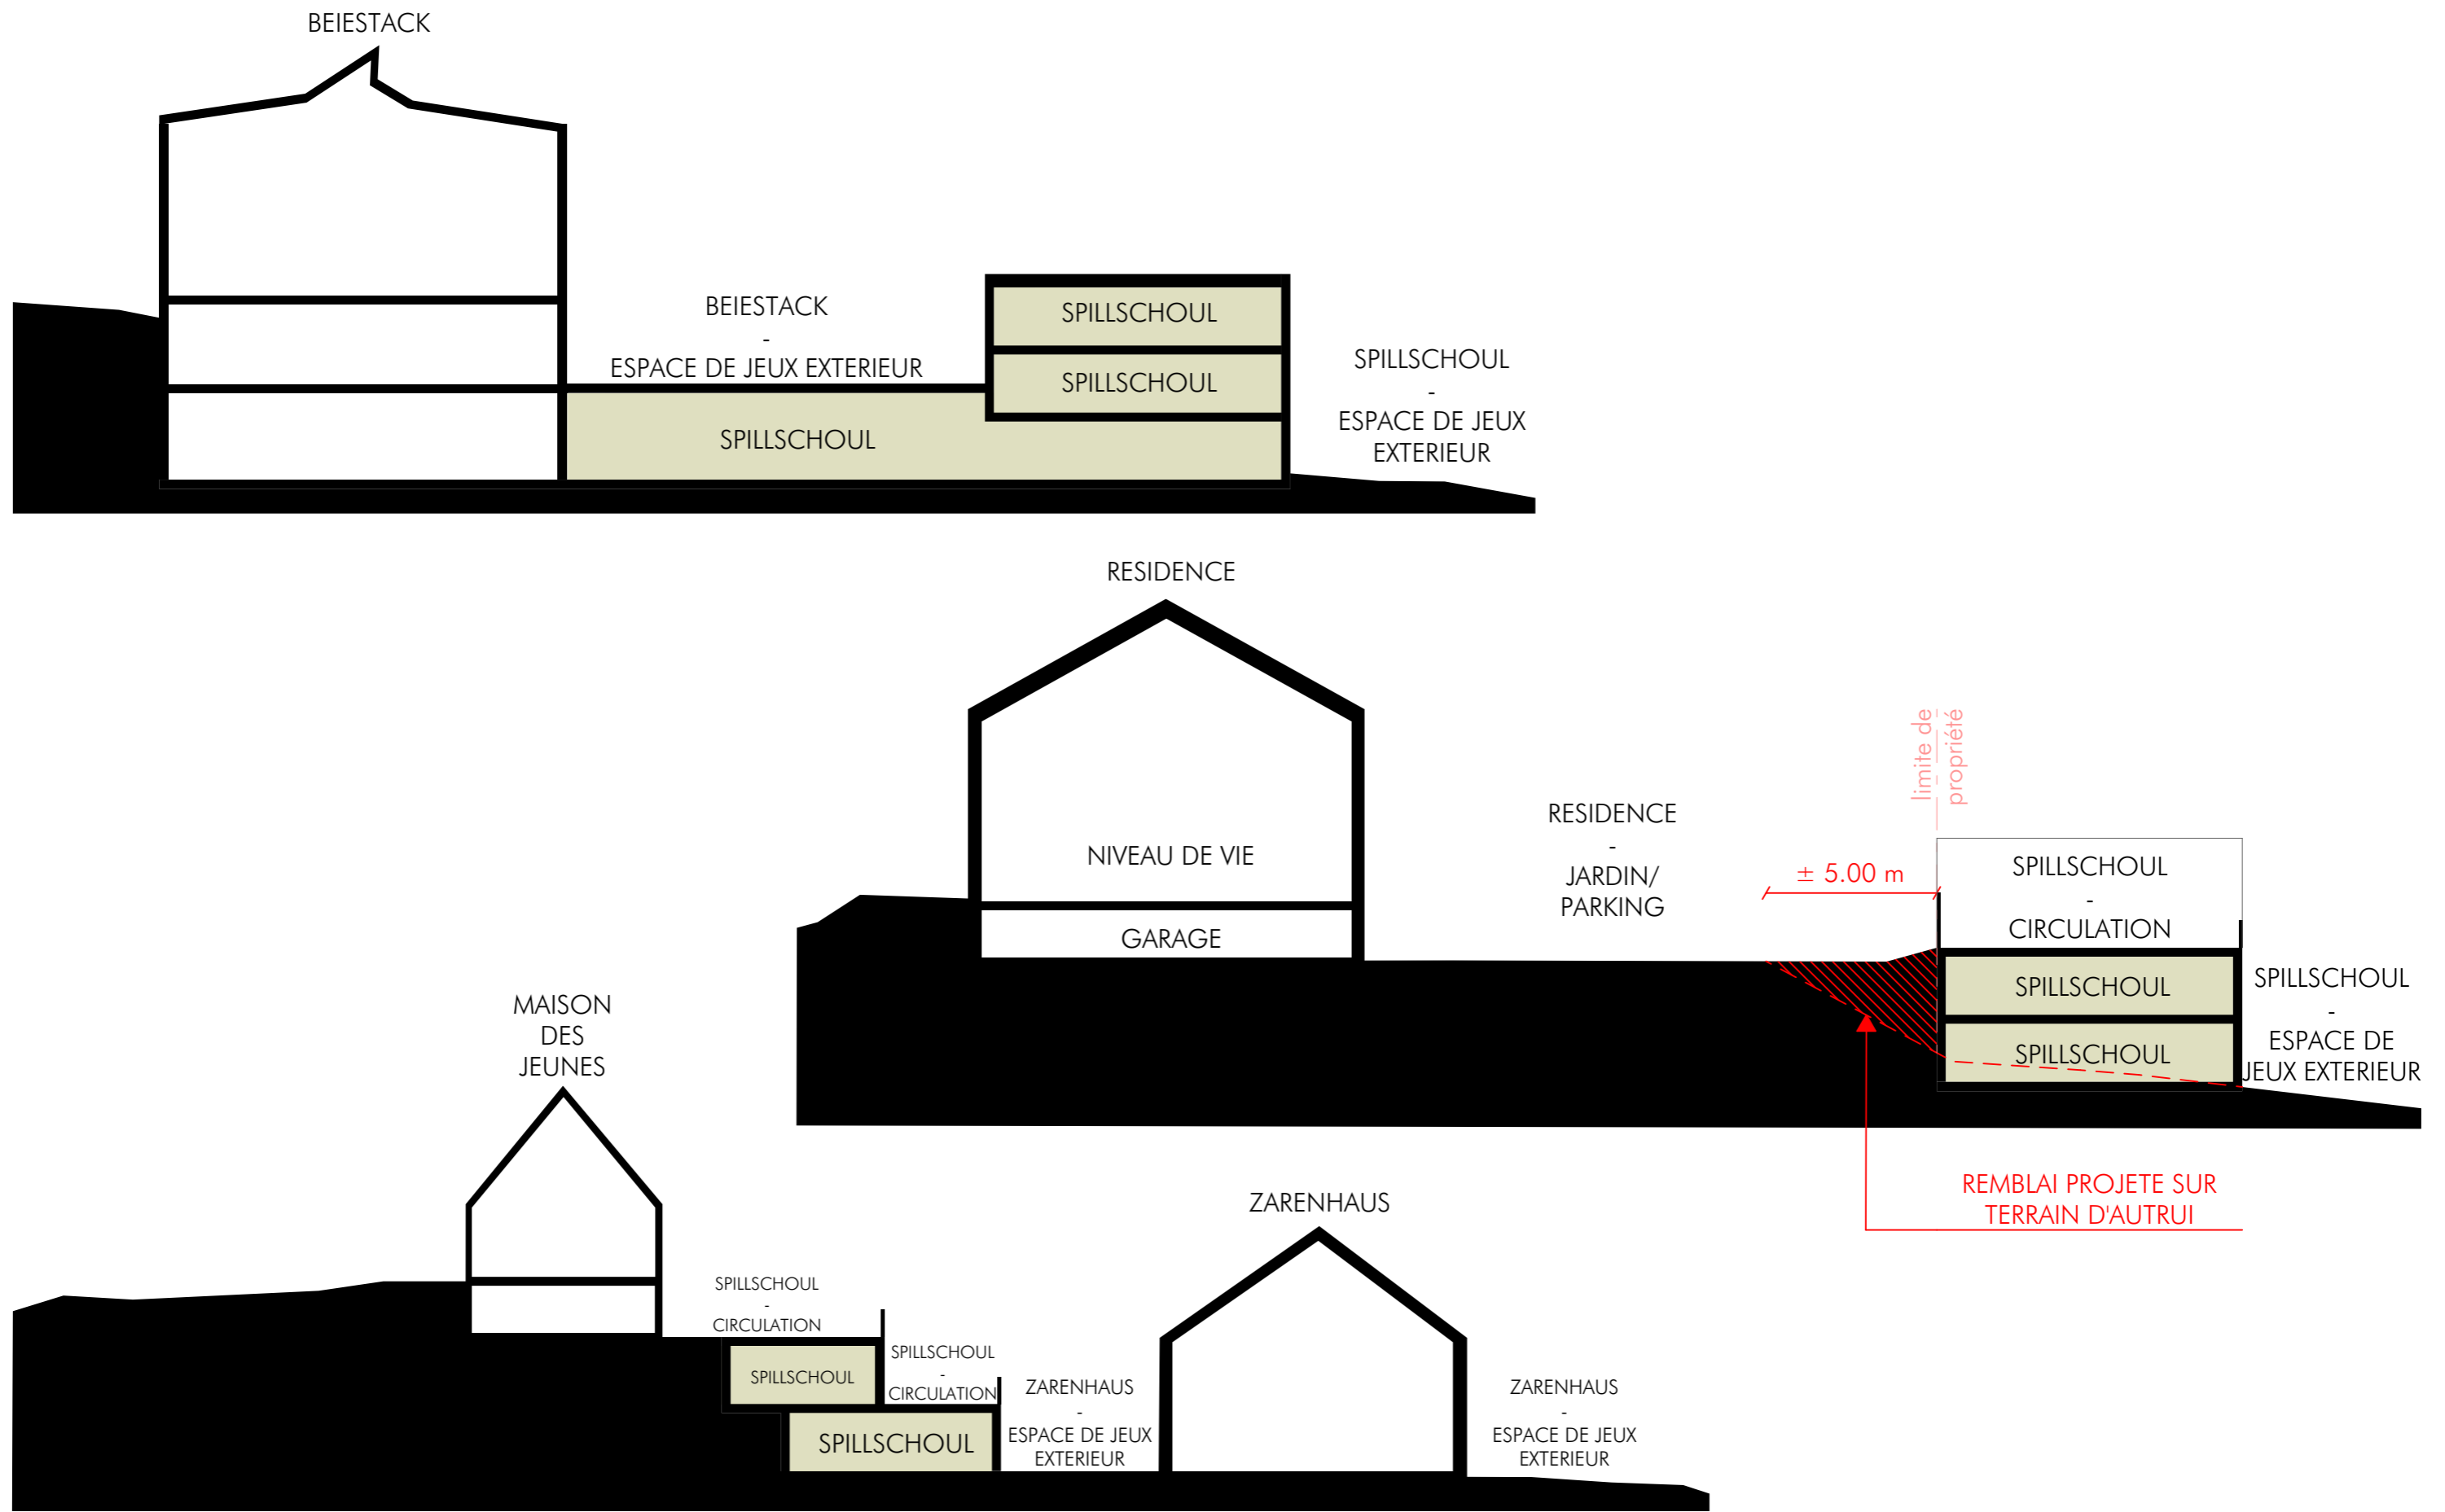 BEIESTACK
BEIESTACK
-
ESPACE DE JEUX EXTERIEUR
SPILLSCHOUL
SPILLSCHOUL
SPILLSCHOUL
SPILLSCHOUL
-
ESPACE DE JEUX
EXTERIEUR
RESIDENCE
NIVEAU DE VIE
GARAGE
RESIDENCE
-
JARDIN/
PARKING
limite de
propriété
± 5.00 m
SPILLSCHOUL
-
CIRCULATION
SPILLSCHOUL
SPILLSCHOUL
SPILLSCHOUL
-
ESPACE DE
JEUX EXTERIEUR
REMBLAI PROJETE SUR
TERRAIN D'AUTRUI
MAISON
DES
JEUNES
SPILLSCHOUL
-
CIRCULATION
SPILLSCHOUL
SPILLSCHOUL
-
CIRCULATION
SPILLSCHOUL
ZARENHAUS
ZARENHAUS
-
ESPACE DE JEUX
EXTERIEUR
ZARENHAUS
-
ESPACE DE JEUX
EXTERIEUR